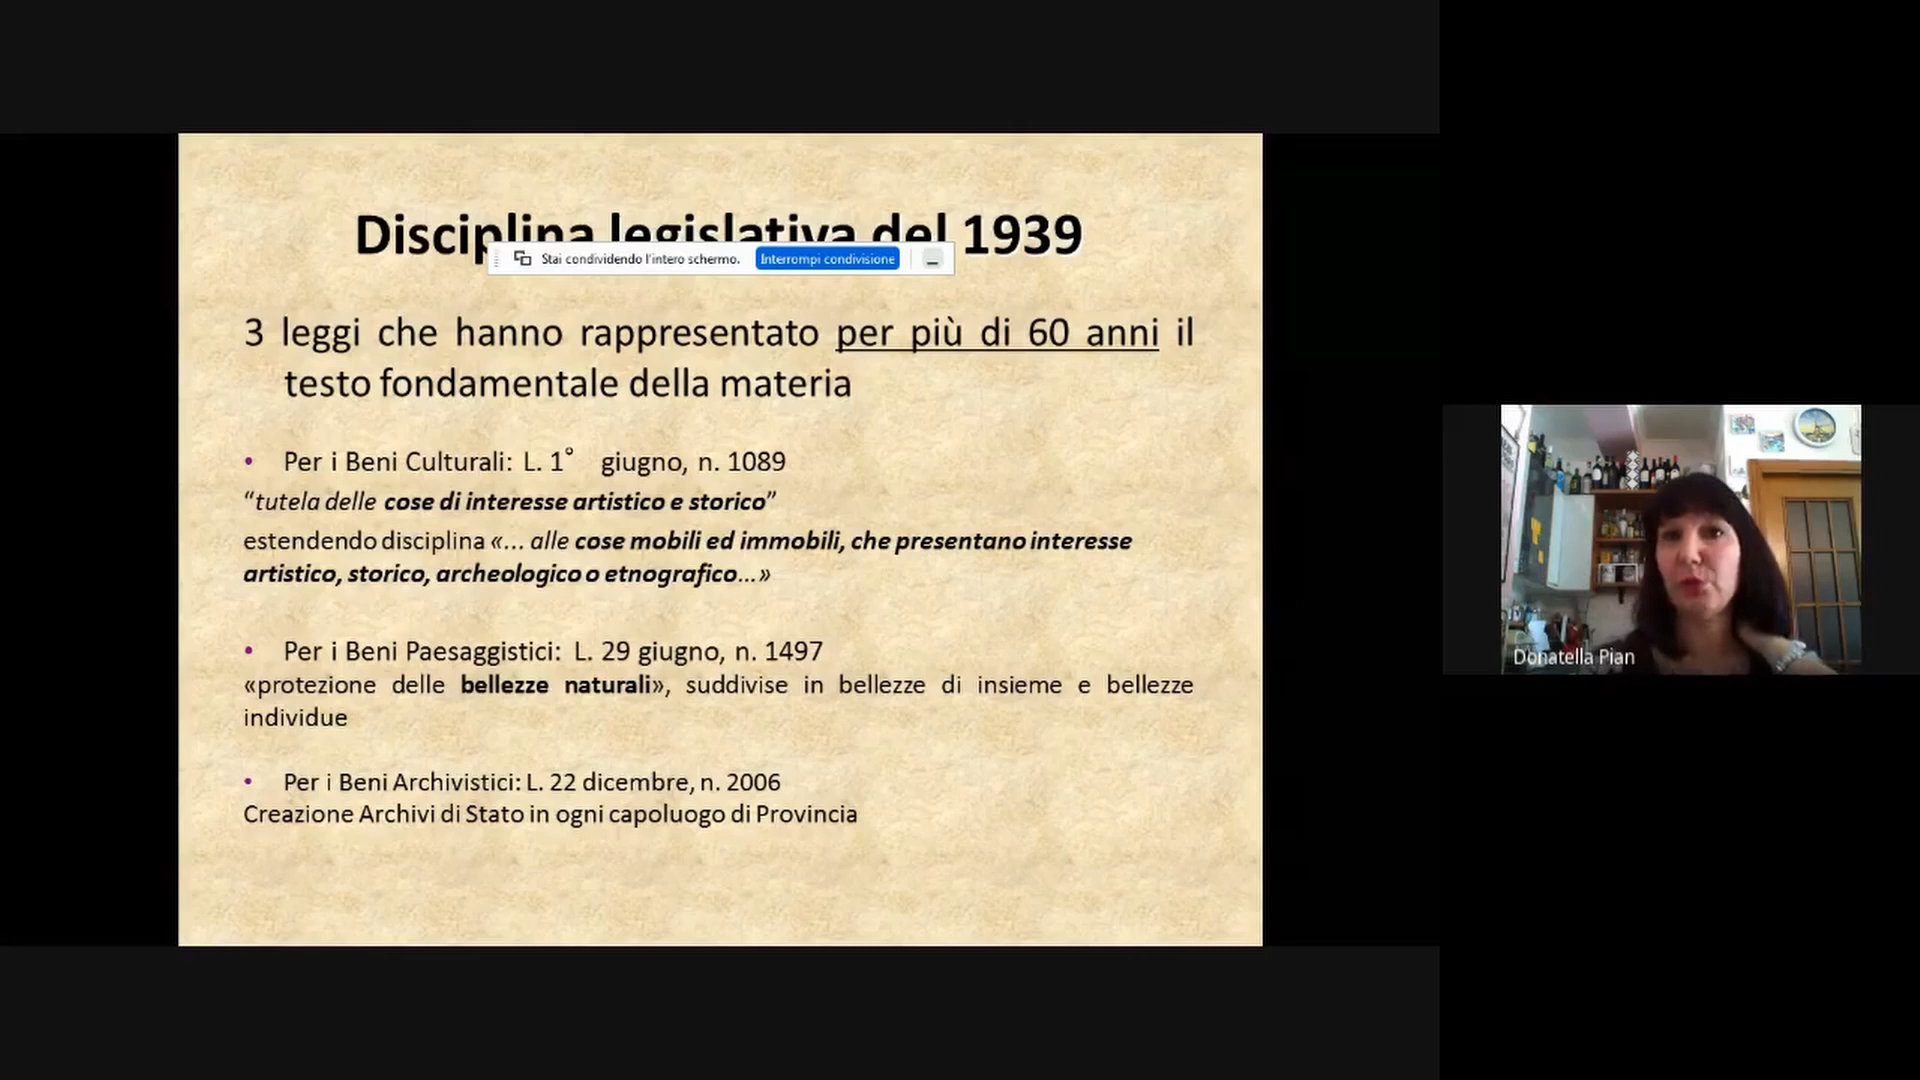 Disciplina legislativa del 1939
Stai condividendo l'intero schermo. Interrompi condivisione
3 leggi che hanno rappresentato per più di 60 anni il
testo fondamentale della materia
• Per i Beni Culturali: L. 1° giugno, n. 1089
“tutela delle cose di interesse artistico e storico”
estendendo disciplina «... alle cose mobili ed immobili, che presentano interesse
artistico, storico, archeologico o etnografico...»
• Per i Beni Paesaggistici: L. 29 giugno, n. 1497
«protezione delle bellezze naturali», suddivise in bellezze di insieme e bellezze
individue
• Per i Beni Archivistici: L. 22 dicembre, n. 2006
Creazione Archivi di Stato in ogni capoluogo di Provincia
Donatella Pian